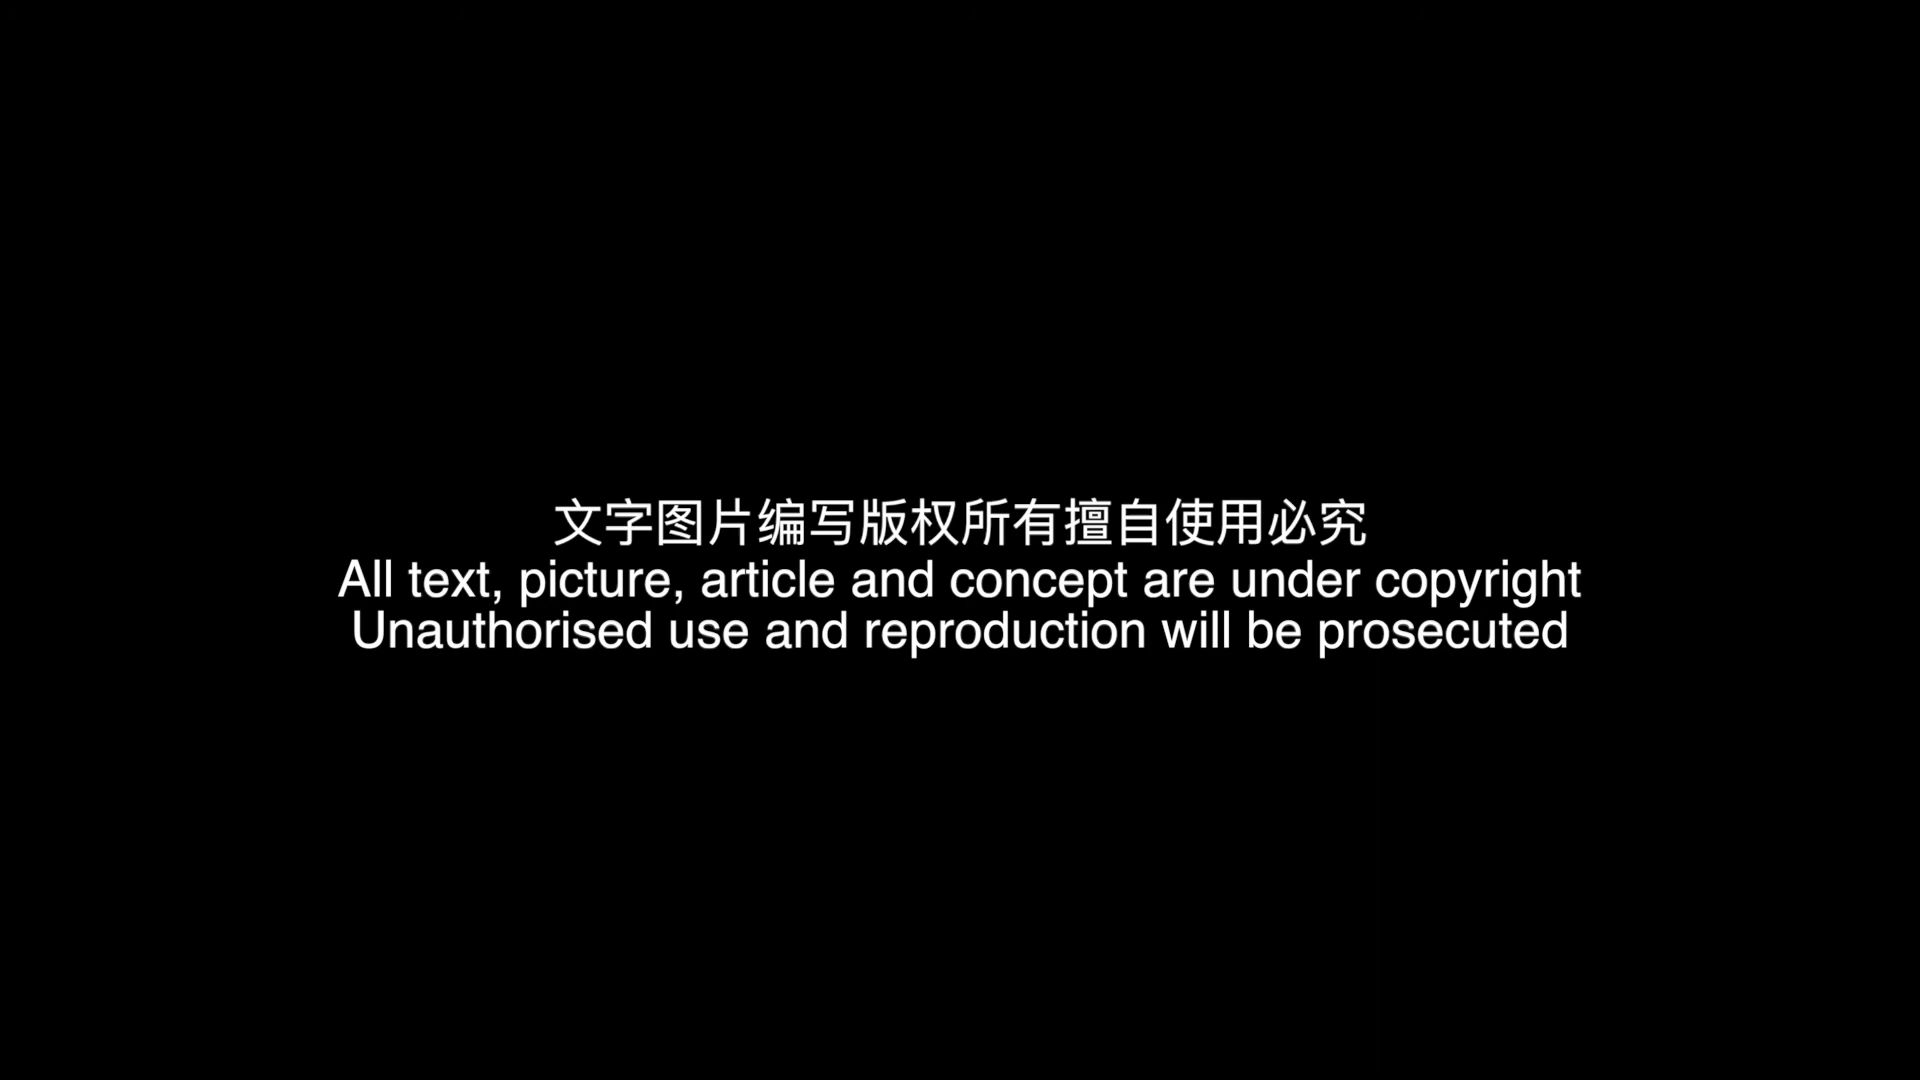 文字图片编写版权所有擅自使用必究
All text, picture, article and concept are under copyright
Unauthorised use and reproduction will be prosecuted